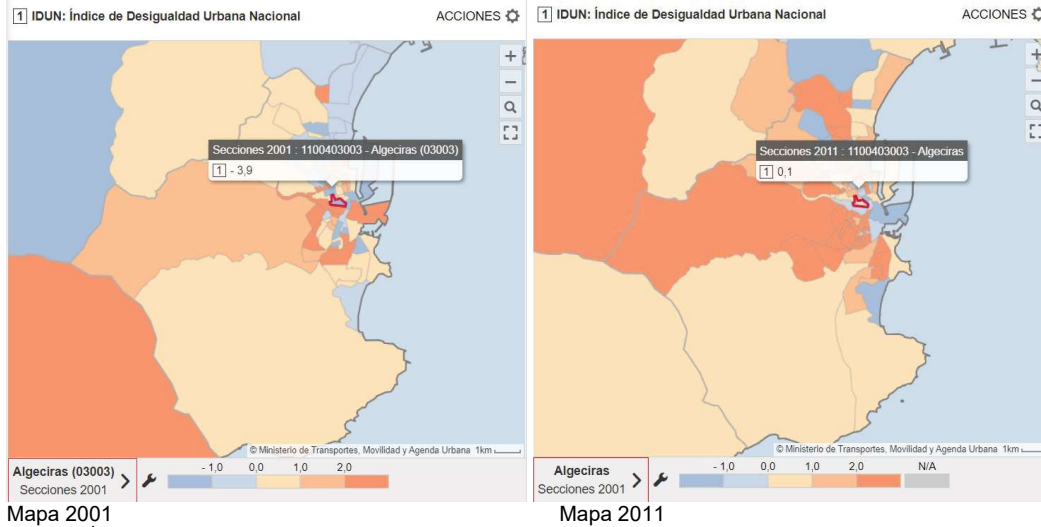 1 IDUN: Índice de Desigualdad Urbana Nacional ACCIONES
Secciones 2001 : 1100403003 - Algeciras (03003)
1 - 3,9
© Ministerio de Transportes, Movilidad y Agenda Urbana 1km
Algeciras (03003)
Secciones 2001
- 1,0 0,0 1,0 2,0
Mapa 2001
1 IDUN: Índice de Desigualdad Urbana Nacional ACCIONES
Secciones 2011 : 1100403003 - Algeciras
1 0,1
© Ministerio de Transportes, Movilidad y Agenda Urbana 1km
Algeciras
Secciones 2001
- 1,0 0,0 1,0 2,0 N/A
Mapa 2011